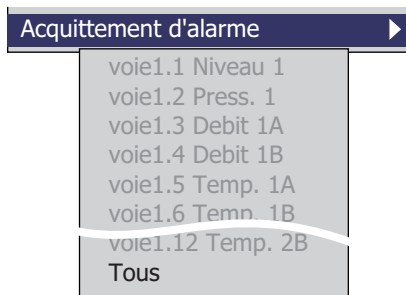 Acquittement d'alarme
voie1.1 Niveau 1
voie1.2 Press. 1
voie1.3 Debit 1A
voie1.4 Debit 1B
voie1.5 Temp. 1A
voie1.6 Temp. 1B
voie1.12 Temp. 2B
Tous